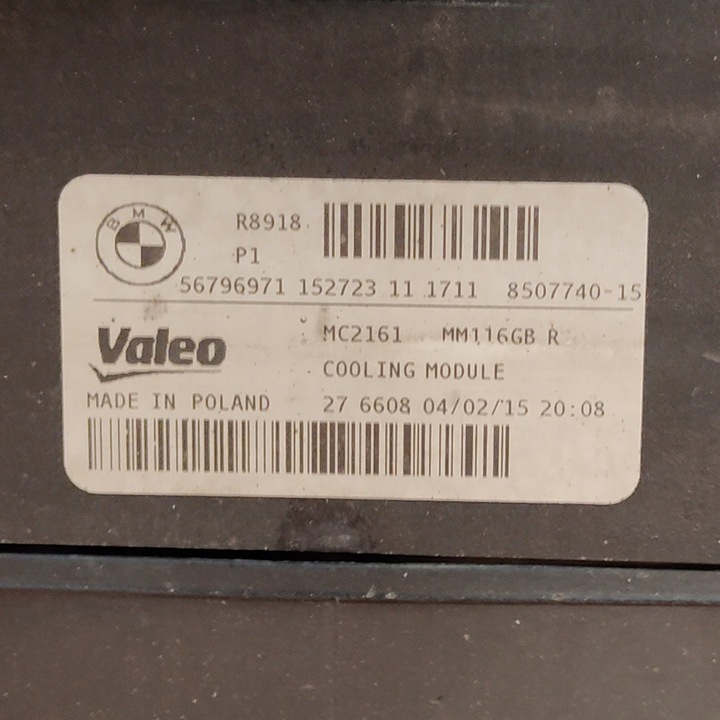 BMW
R8918
P1
56796971 152723 11 1711 8507740-15
Valeo
MC2161 MM116GB R
COOLING MODULE
MADE IN POLAND 27 6608 04/02/15 20:08